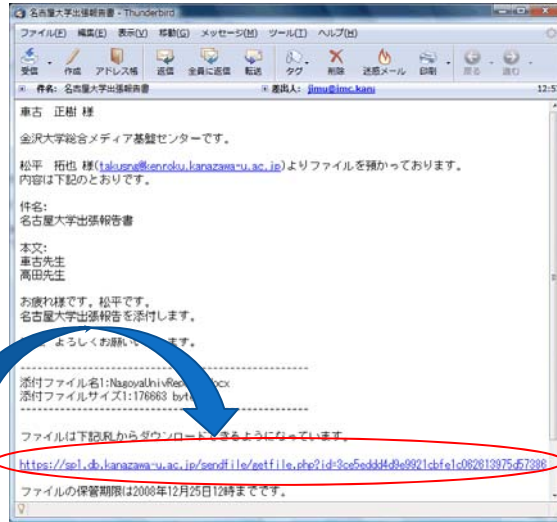 名古屋大学出張報告書 - Thunderbird
ファイル(F) 編集(E) 表示(V) 移動(G) メッセージ(M) ツール(T) ヘルプ(H)
受信 作成 アドレス帳 返信 全員に返信 転送 タグ 削除 迷惑メール 印刷 戻る 進む
件名: 名古屋大学出張報告書 差出人: jimu@imc.kana 12:5
車古 正樹 様
金沢大学総合メディア基盤センターです。
松平 拓也 様(takusna@kenroku.kanazawa-u.ac.jp)よりファイルを預かっております。
内容は下記のとおりです。
件名:
名古屋大学出張報告書
本文:
車古先生
高田先生
お疲れ様です。松平です。
名古屋大学出張報告を添付します。
よろしくお願い ます。
添付ファイル名1:NagoyaUnivRe ocx
添付ファイルサイズ1:176663 by
ファイルは下記URLからダウンロードできるようになっています。
https://sp1.db.kanazawa-u.ac.jp/sendfile/getfile.php?id=3ce5eddd4d9e9921cbfe1c062613975d57386
ファイルの保管期限は2008年12月25日12時までです。